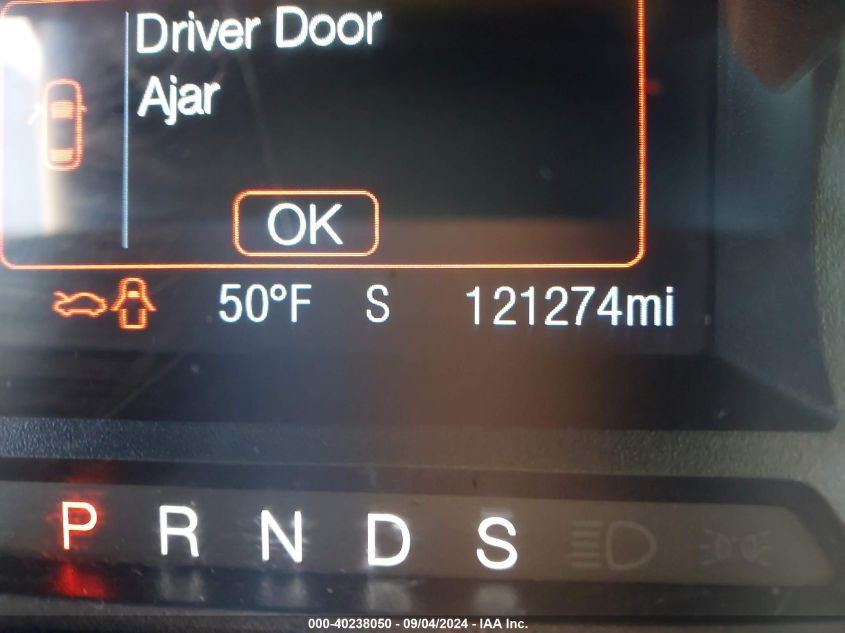 Driver Door
Ajar
OK
50°F S 121274mi
P R N D S
000-40238050 - 09/04/2024 - IAA Inc.